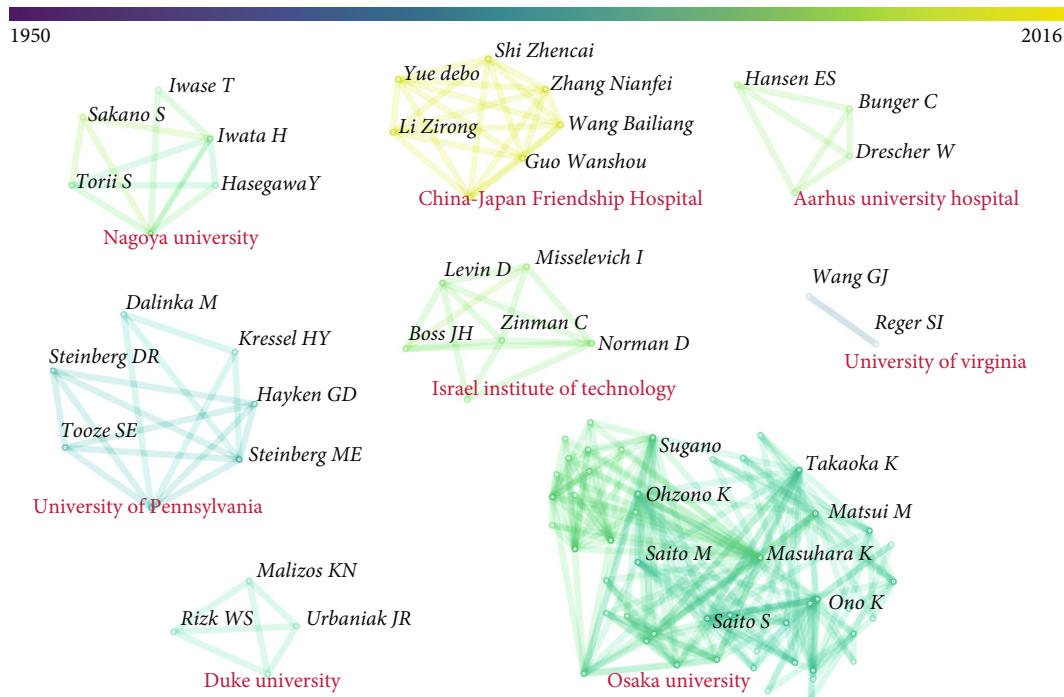 1950
2016
Iwase T
Sakano S
Iwata H
Torii S
HasegawaY
Nagoya university
Shi Zhencai
Yue debo
Zhang Nianfei
Li Zirong
Wang Bailiang
Guo Wanshou
China-Japan Friendship Hospital
Hansen ES
Bunger C
Drescher W
Aarhus university hospital
Dalinka M
Kressel HY
Steinberg DR
Hayken GD
Tooze SE
Steinberg ME
University of Pennsylvania
Misselevich I
Levin D
Zinman C
Boss JH
Norman D
Israel institute of technology
Wang GJ
Reger SI
University of virginia
Malizos KN
Rizk WS
Urbaniak JR
Duke university
Sugano
Takaoka K
Ohzono K
Matsui M
Saito M
Masuhara K
Ono K
Saito S
Osaka university